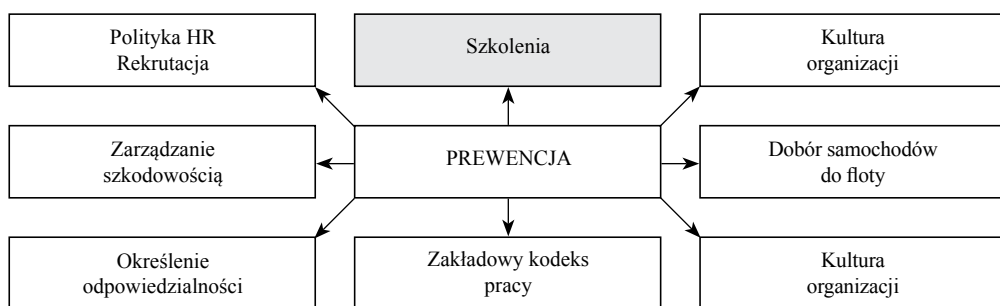 Polityka HR
Rekrutacja
Szkolenia
Kultura
organizacji
Zarządzanie
szkodowością
PREWENCJA
Dobór samochodów
do floty
Określenie
odpowiedzialności
Zakładowy kodeks
pracy
Kultura
organizacji